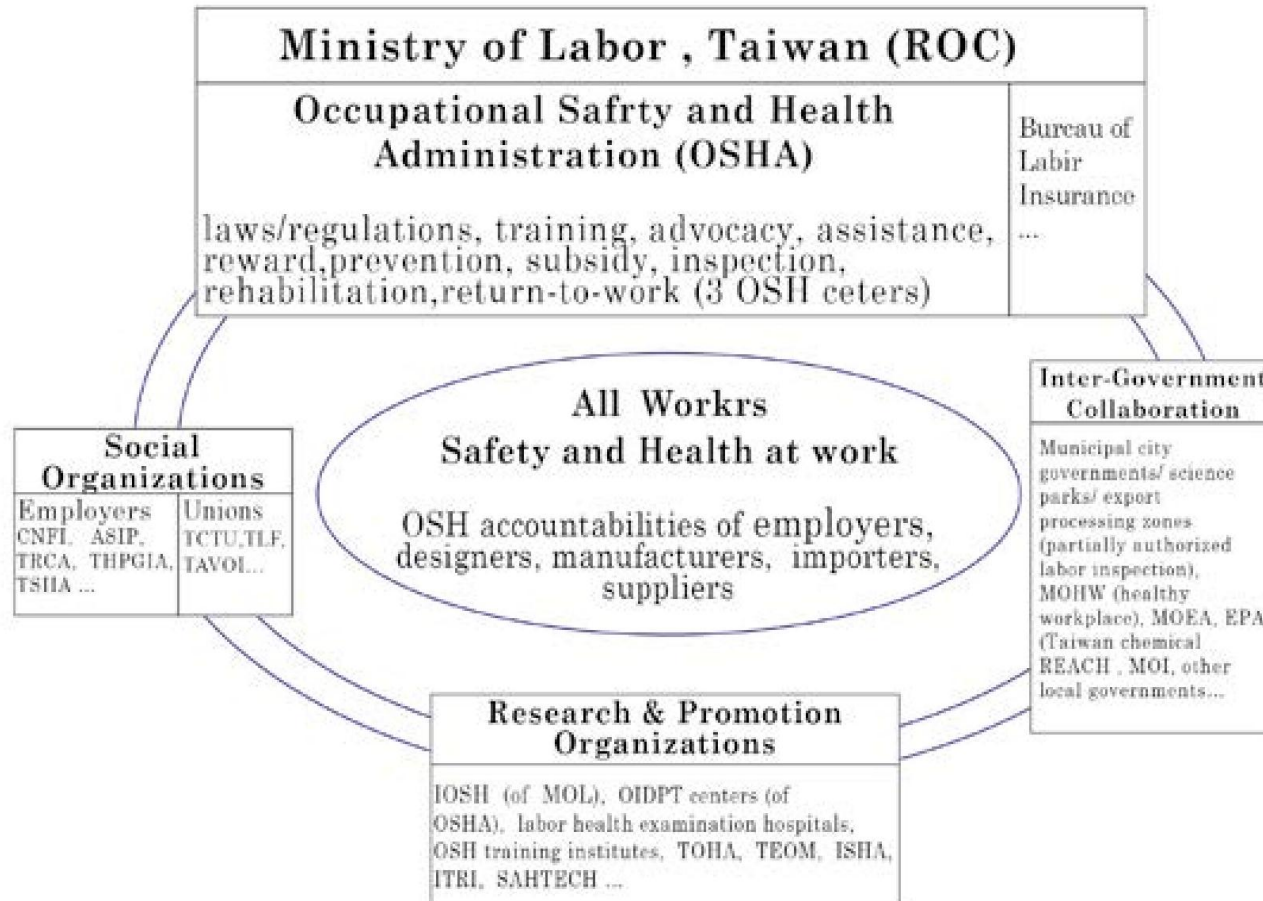 Ministry of Labor , Taiwan (ROC)
Occupational Safrty and Health
Administration (OSHA)
laws/regulations, training, advocacy, assistance,
reward,prevention, subsidy, inspection,
rehabilitation,return-to-work (3 OSH ceters)
Bureau of
Labir
Insurance
...
All Workrs
Safety and Health at work
OSH accountabilities of employers,
designers, manufacturers, importers,
suppliers
Social
Organizations
Employers
CNFI, ASIP,
TRCA, THPGIA,
TSIIA ...
Unions
TCTU,TLF,
TAVOI...
Inter-Government
Collaboration
Municipal city
governments/ science
parks/ export
processing zones
(partially authorized
labor inspection),
MOHW (healthy
workplace), MOEA, EPA
(Taiwan chemical
REACH , MOI, other
local governments...
Research & Promotion
Organizations
IOSH (of MOL), OIDPT centers (of
OSHA), labor health examination hospitals,
OSH training institutes, TOHA, TEOM, ISHA,
ITRI, SAHTECH ...